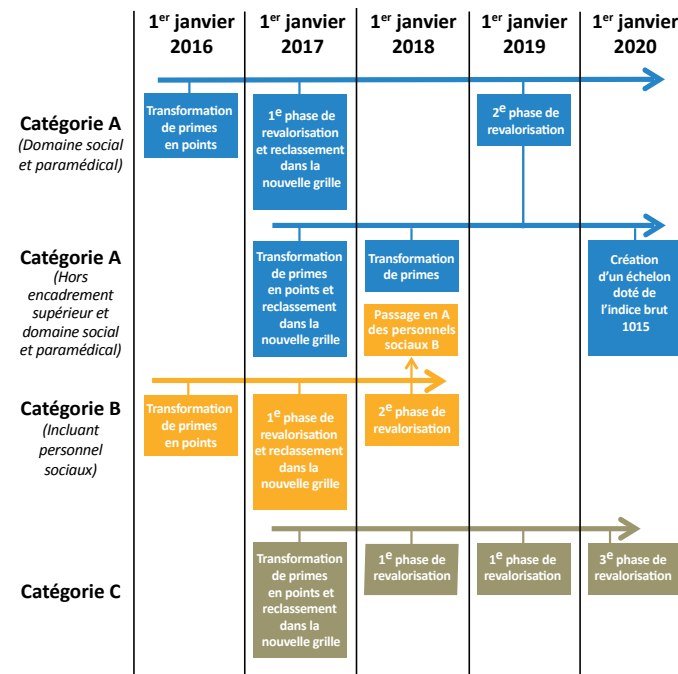 1er janvier
2016
1er janvier
2017
1er janvier
2018
1er janvier
2019
1er janvier
2020
Catégorie A
(Domaine social
et paramédical)
Transformation
de primes
en points
1e phase de
revalorisation
et reclassement
dans la
nouvelle grille
2e phase de
revalorisation
Catégorie A
(Hors
encadrement
supérieur et
domaine social
et paramédical)
Transformation
de primes
en points et
reclassement
dans la
nouvelle grille
Transformation
de primes
Passage en A
des personnels
sociaux B
Création
d'un échelon
doté de
l'indice brut
1015
Catégorie B
(Incluant
personnel
sociaux)
Transformation
de primes
en points
1e phase de
revalorisation
et reclassement
dans la
nouvelle grille
2e phase de
revalorisation
Catégorie C
Transformation
de primes
en points et
reclassement
dans la
nouvelle grille
1e phase de
revalorisation
1e phase de
revalorisation
3e phase de
revalorisation